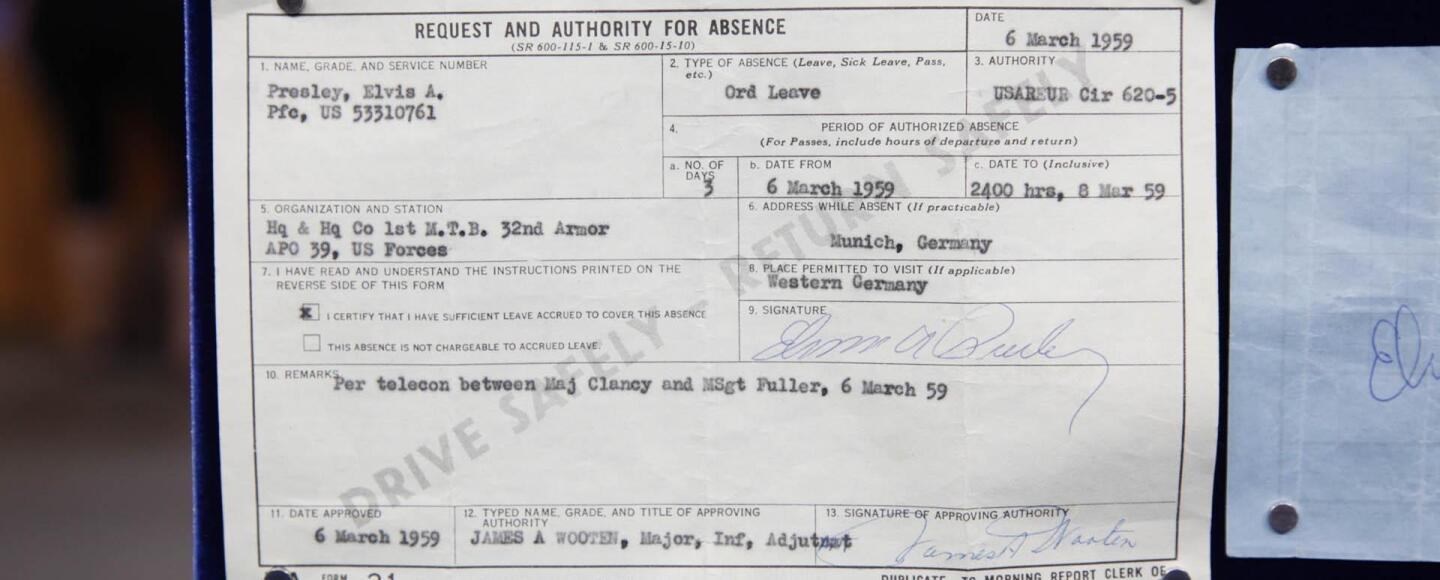 REQUEST AND AUTHORITY FOR ABSENCE
(SR 600-115-1 & SR 600-15-10)
DATE
6 March 1959
1. NAME, GRADE, AND SERVICE NUMBER
Presley, Elvis A.
Pfc, US 53310761
2. TYPE OF ABSENCE (Leave, Sick Leave, Pass,
etc.)
Ord Leave
3. AUTHORITY
USAREUR Cir 620-5
4. PERIOD OF AUTHORIZED ABSENCE
(For Passes, include hours of departure and return)
a. NO. OF
DAYS
3
b. DATE FROM
6 March 1959
c. DATE TO (Inclusive)
2400 hrs, 8 Mar 59
5. ORGANIZATION AND STATION
Hq & Hq Co 1st M.T.B. 32nd Armor
APO 39, US Forces
6. ADDRESS WHILE ABSENT (If practicable)
Munich, Germany
7. I HAVE READ AND UNDERSTAND THE INSTRUCTIONS PRINTED ON THE
REVERSE SIDE OF THIS FORM
x I CERTIFY THAT I HAVE SUFFICIENT LEAVE ACCRUED TO COVER THIS ABSENCE
THIS ABSENCE IS NOT CHARGEABLE TO ACCRUED LEAVE.
8. PLACE PERMITTED TO VISIT (If applicable)
Western Germany
9. SIGNATURE
Elvis A Presley
10. REMARKS
Per telecon between Maj Clancy and MSgt Fuller, 6 March 59
DRIVE SAFELY - RETURN SAFELY
11. DATE APPROVED
6 March 1959
12. TYPED NAME, GRADE, AND TITLE OF APPROVING
AUTHORITY
JAMES A WOOTEN, Major, Inf, Adjutnat
13. SIGNATURE OF APPROVING AUTHORITY
James A Wooten
FORM 31
DUPLICATE - TO MORNING REPORT CLERK OF